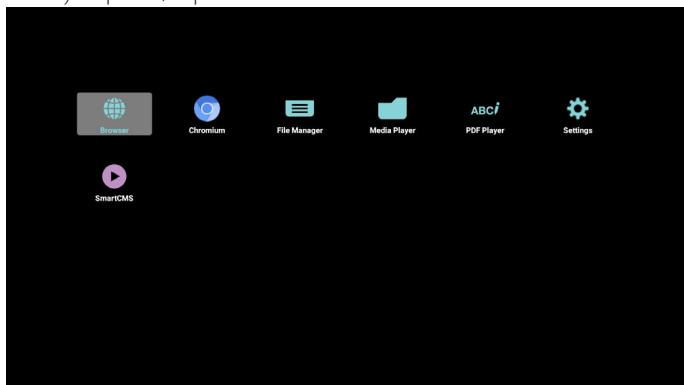 Browser
Chromium
File Manager
Media Player
ABCi
PDF Player
Settings
SmartCMS